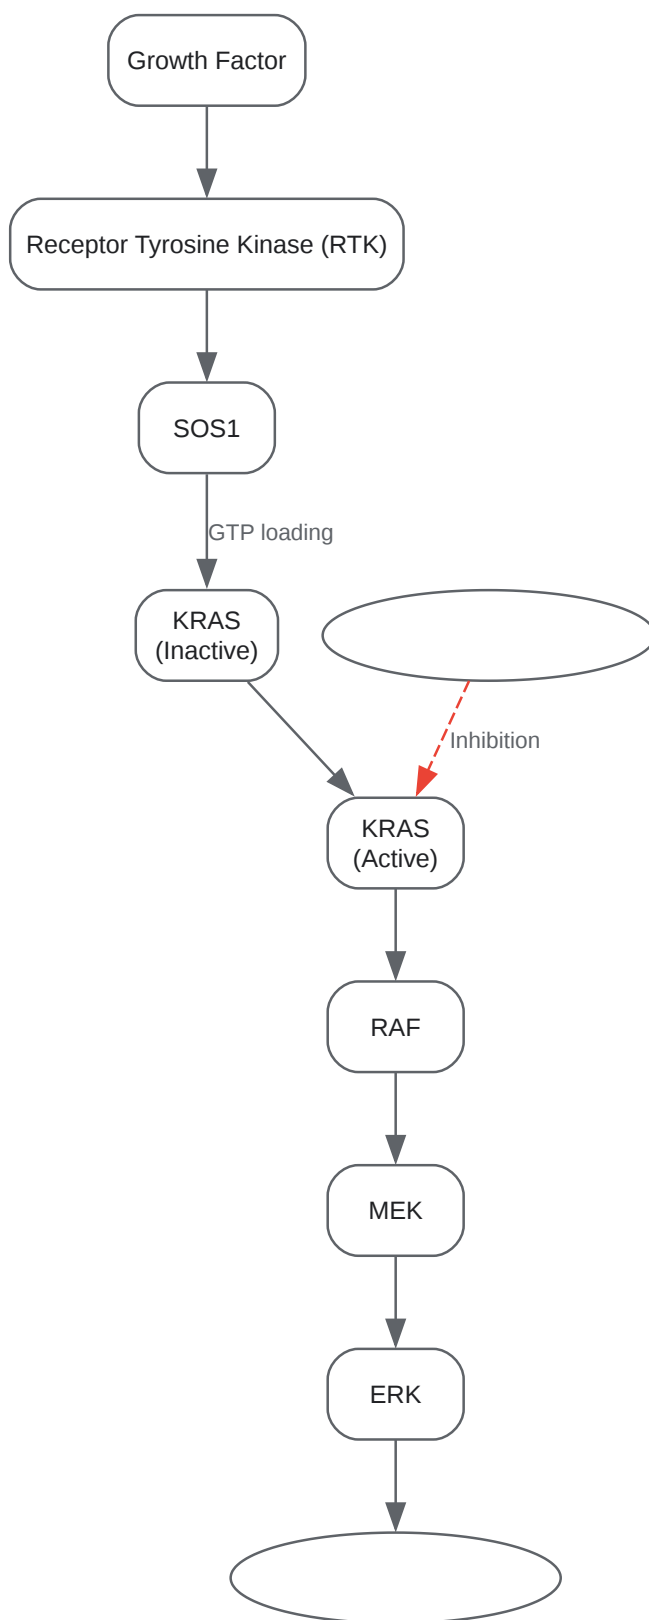 Growth Factor
Receptor Tyrosine Kinase (RTK)
SOS1
GTP loading
KRAS
(Inactive)
Inhibition
KRAS
(Active)
RAF
MEK
ERK